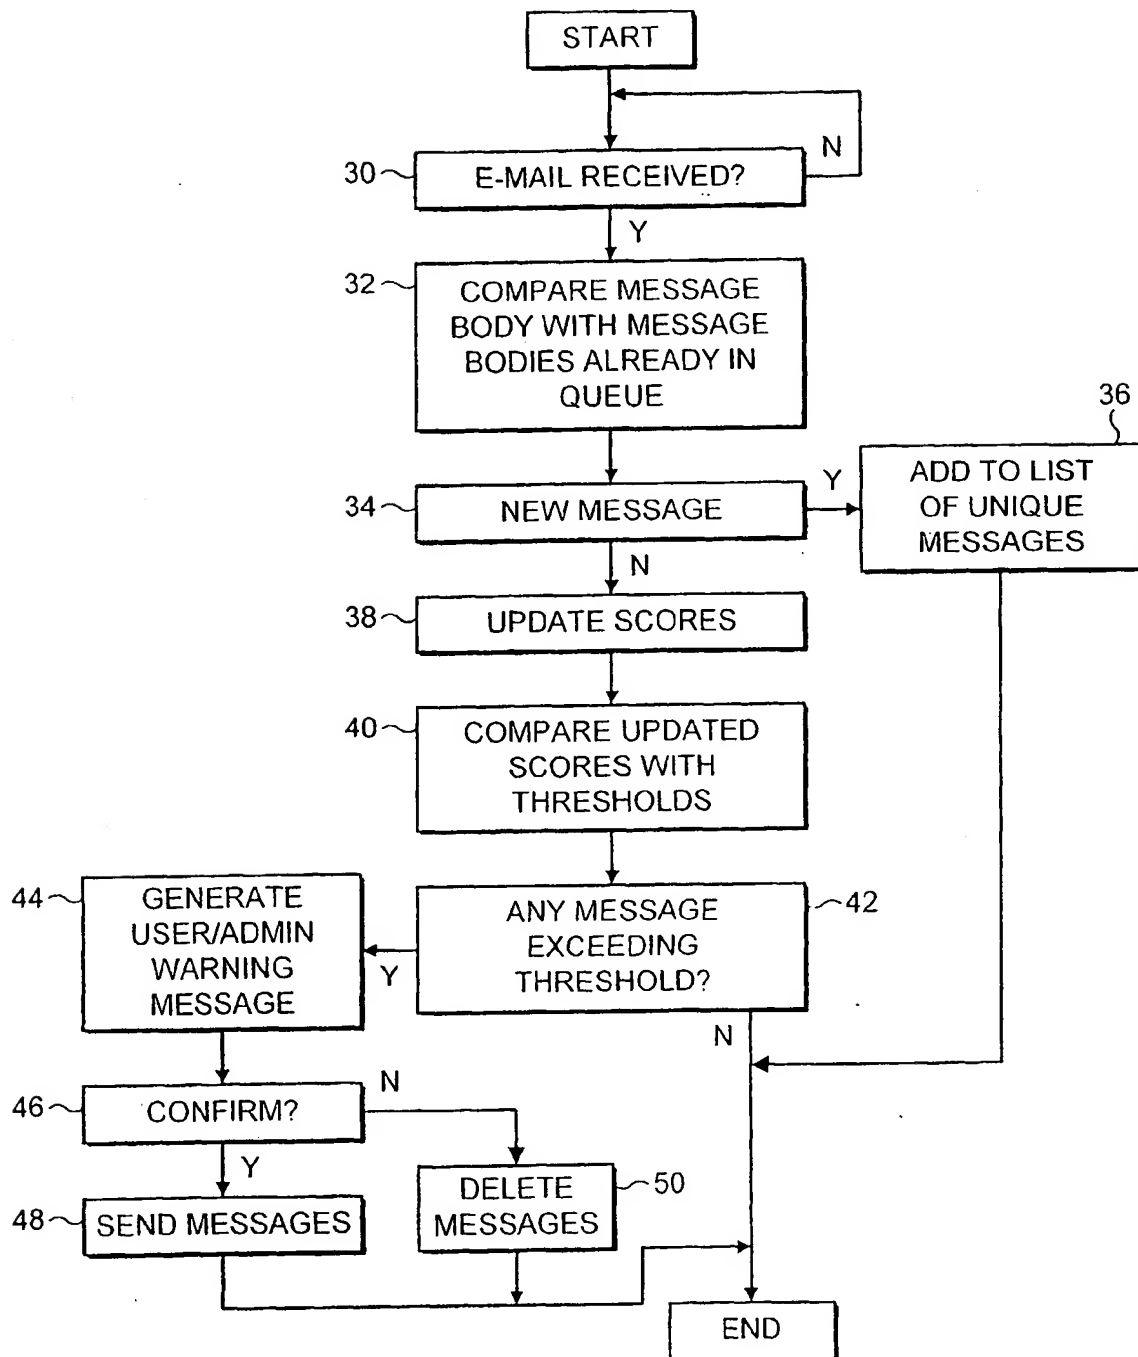 START
N
30
E-MAIL RECEIVED?
Y
32
COMPARE MESSAGE
BODY WITH MESSAGE
BODIES ALREADY IN
QUEUE
36
34
NEW MESSAGE
Y
ADD TO LIST
OF UNIQUE
MESSAGES
N
38
UPDATE SCORES
40
COMPARE UPDATED
SCORES WITH
THRESHOLDS
44
GENERATE
USER/ADMIN
WARNING
MESSAGE
Y
ANY MESSAGE
EXCEEDING
THRESHOLD?
42
N
46
CONFIRM?
N
Y
48
SEND MESSAGES
DELETE
MESSAGES
50
END